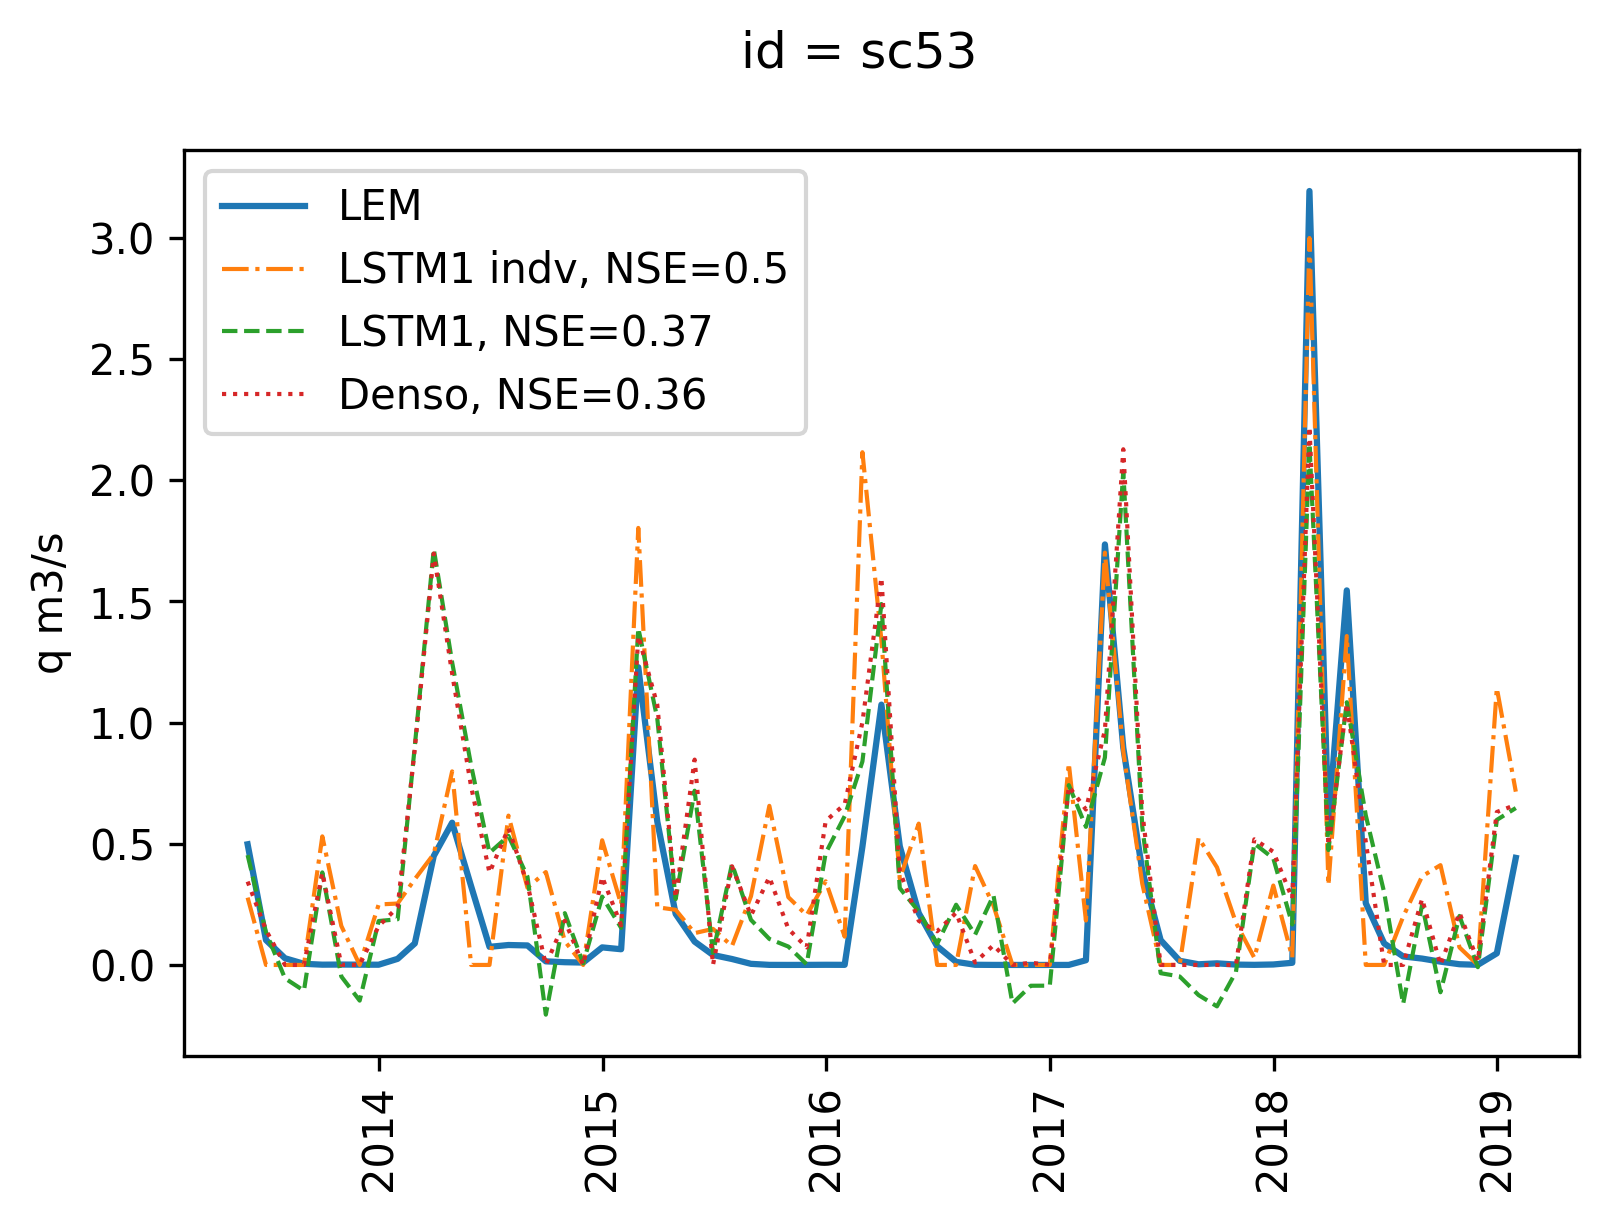 id = sc53
LEM
LSTM1 indv, NSE=0.5
LSTM1, NSE=0.37
Denso, NSE=0.36
q m3/s
3.0
2.5
2.0
1.5
1.0
0.5
0.0
2014
2015
2016
2017
2018
2019